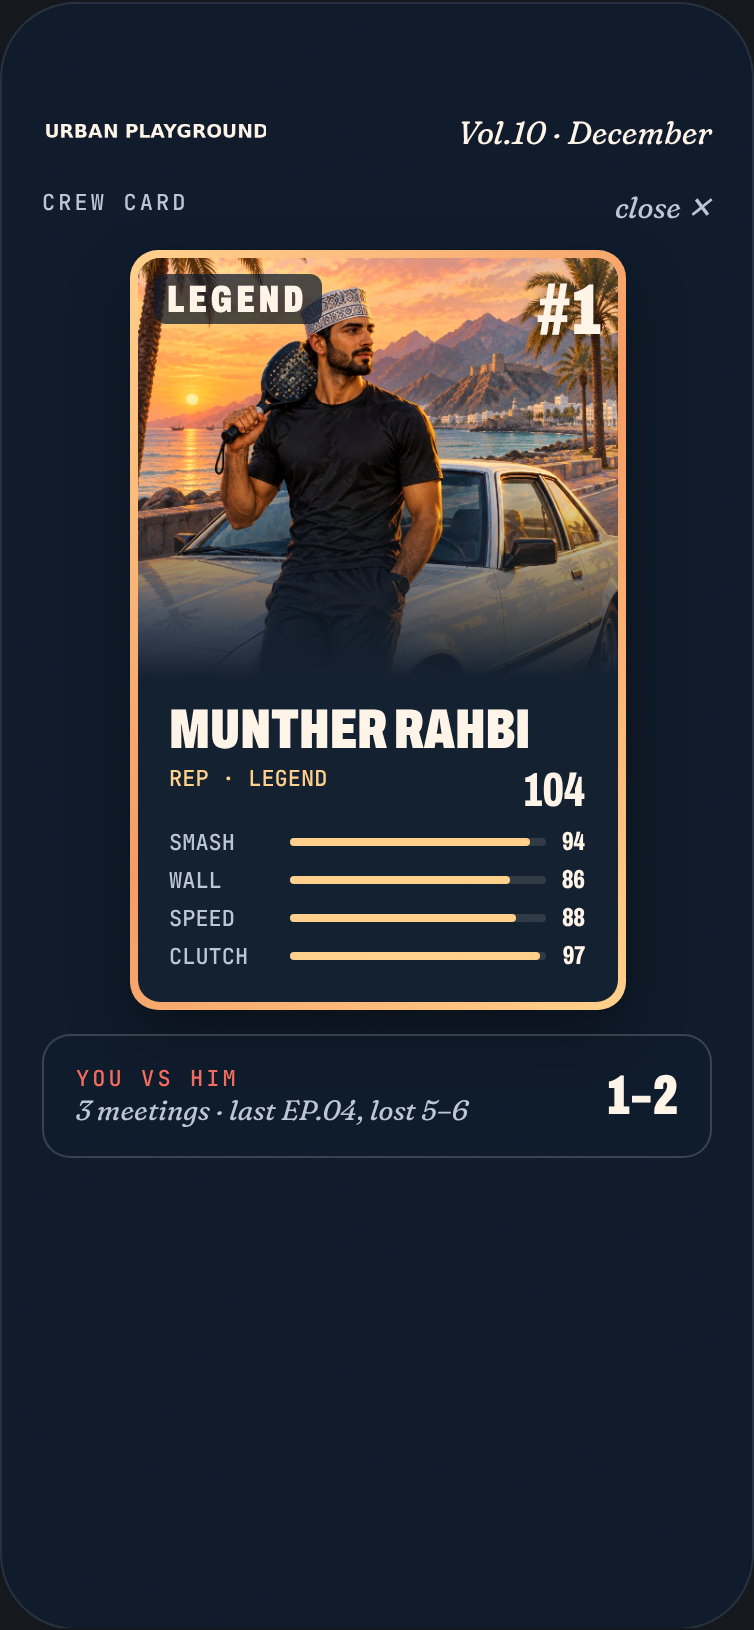 URBAN PLAYGROUND
Vol.10 · December
CREW CARD
close ✕
LEGEND
#1
MUNTHER RAHBI
REP · LEGEND
104
SMASH 94
WALL 86
SPEED 88
CLUTCH 97
YOU VS HIM
3 meetings · last EP.04, lost 5–6
1–2